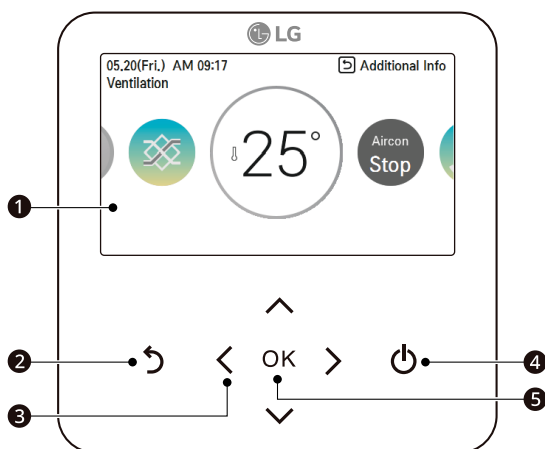 LG
05.20(Fri.) AM 09:17
Additional Info
Ventilation
25°
Aircon
Stop
1
2
OK
4
3
5